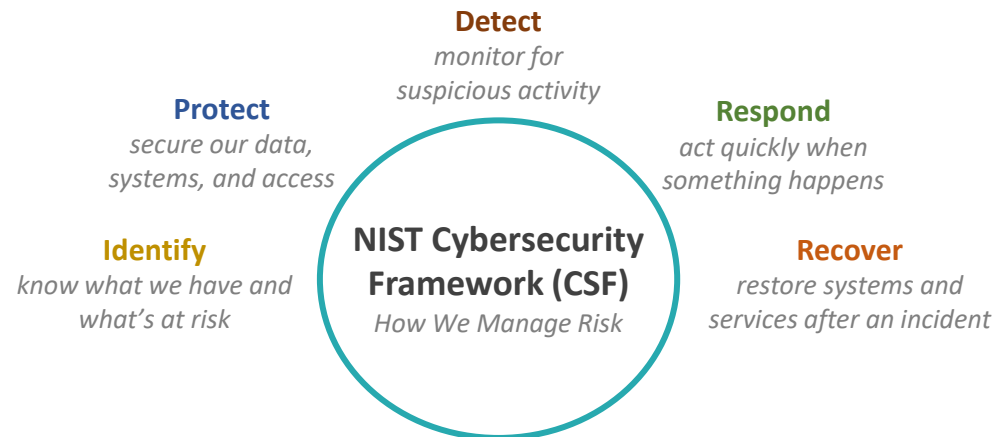 Detect
monitor for
suspicious activity
Protect
secure our data,
systems, and access
Respond
act quickly when
something happens
Identify
know what we have and
what's at risk
NIST Cybersecurity
Framework (CSF)
How We Manage Risk
Recover
restore systems and
services after an incident